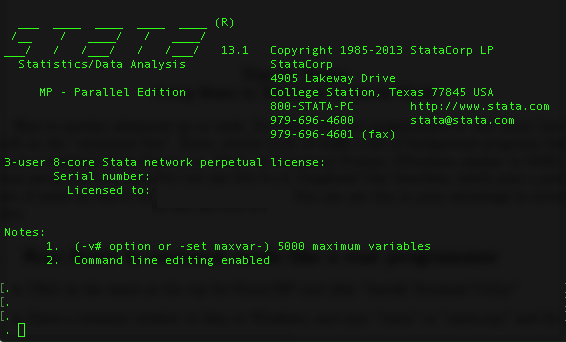 ___  ____  ____  ____  ____ (R)
 /__    /   ____/   /   ____/
___/   /   /___/   /   /___/   13.1   Copyright 1985-2013 StataCorp LP
  Statistics/Data Analysis            StataCorp
                                      4905 Lakeway Drive
     MP - Parallel Edition            College Station, Texas 77845 USA
                                      800-STATA-PC        http://www.stata.com
                                      979-696-4600        stata@stata.com
                                      979-696-4601 (fax)
3-user 8-core Stata network perpetual license:
       Serial number:
         Licensed to:
Notes:
      1.  (-v# option or -set maxvar-) 5000 maximum variables
      2.  Command line editing enabled
[.
[.
[.
.